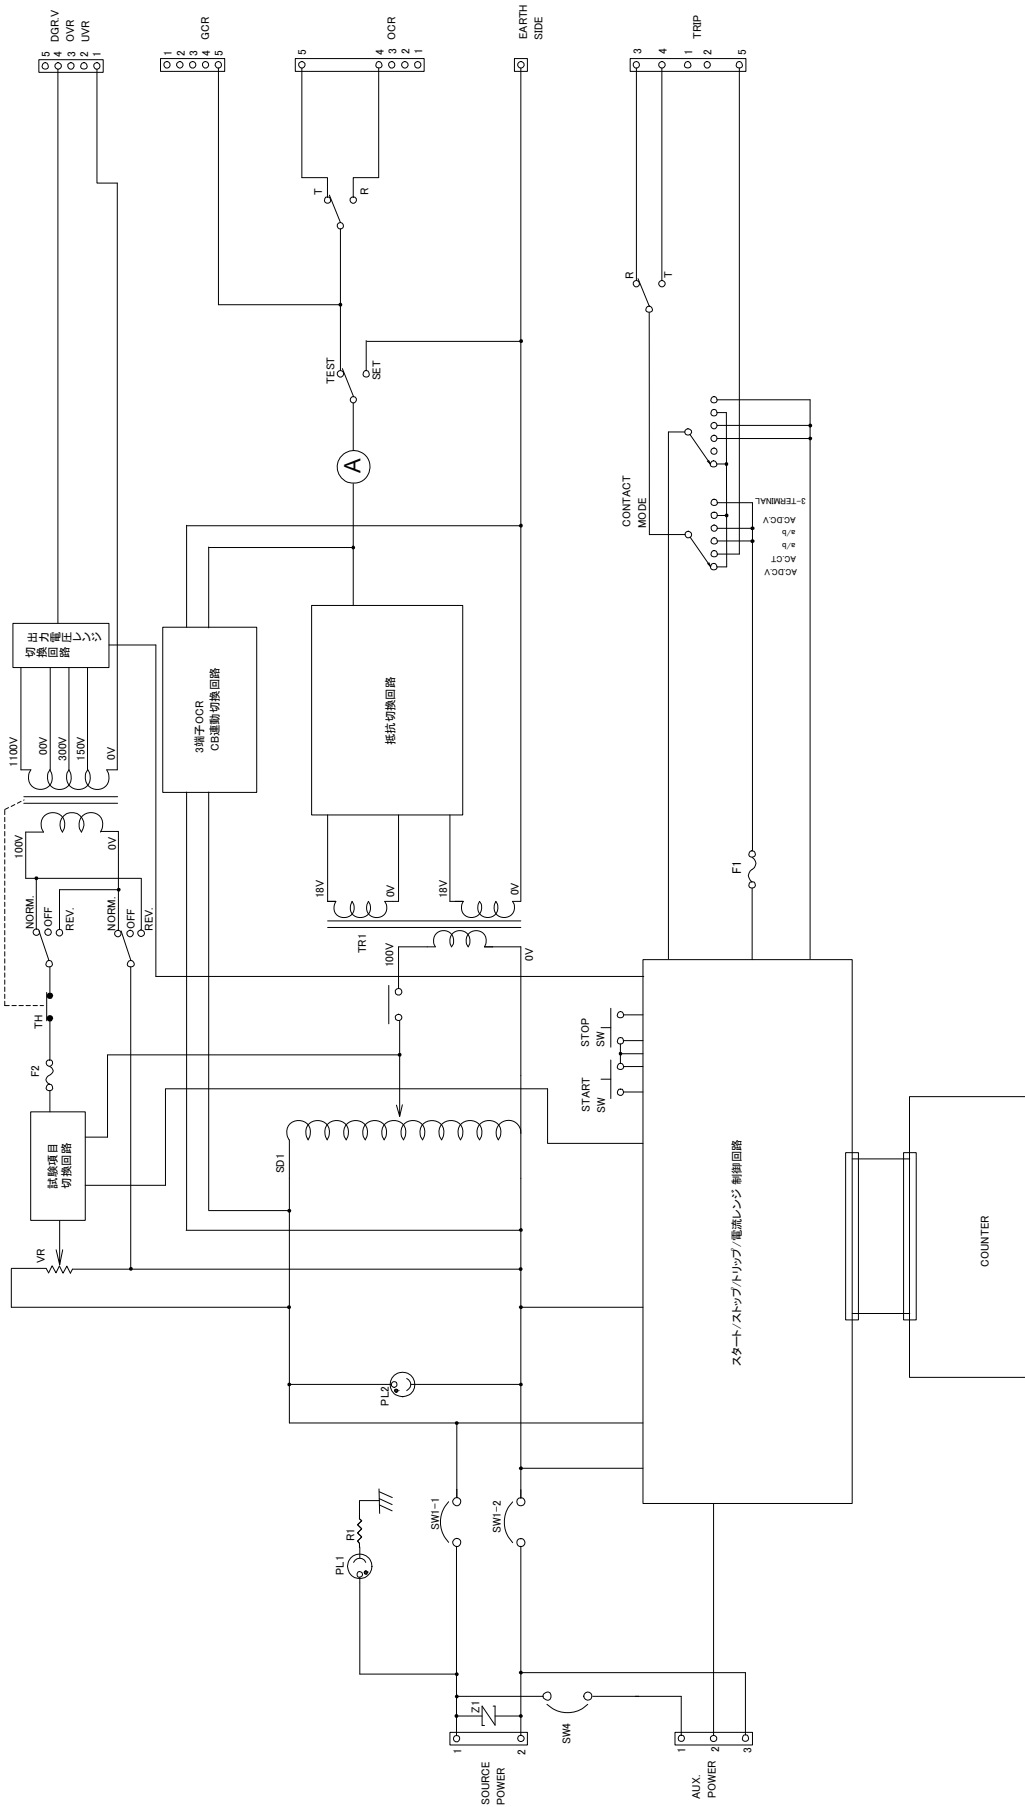 DGR.V
OVR
UVR
5
4
3
2
1
GCR
1
2
3
4
5
OCR
5
4
3
2
1
EARTH
SIDE
TRIP
3
4
1
2
5
T
R
R
T
TEST
SET
A
CONTACT
MODE
3-TERMINAL
AC.DC.V
a/b
a/b
AC.CT
AC.DC.V
出力電圧レンジ
切換回路
1100V
00V
300V
150V
0V
3端子OCR
CB連動切換回路
抵抗切換回路
100V
0V
18V
0V
18V
0V
F1
NORM.
OFF
REV.
NORM.
OFF
REV.
TR1
100V
0V
TH
F2
STOP
SW
START
SW
試験項目
切換回路
SD1
VR
スタート/ストップ/トリップ/電流レンジ 制御回路
COUNTER
PL2
PL1
R1
SW1-1
SW1-2
Z1
SW4
SOURCE
POWER
1
2
AUX.
POWER
1
2
3